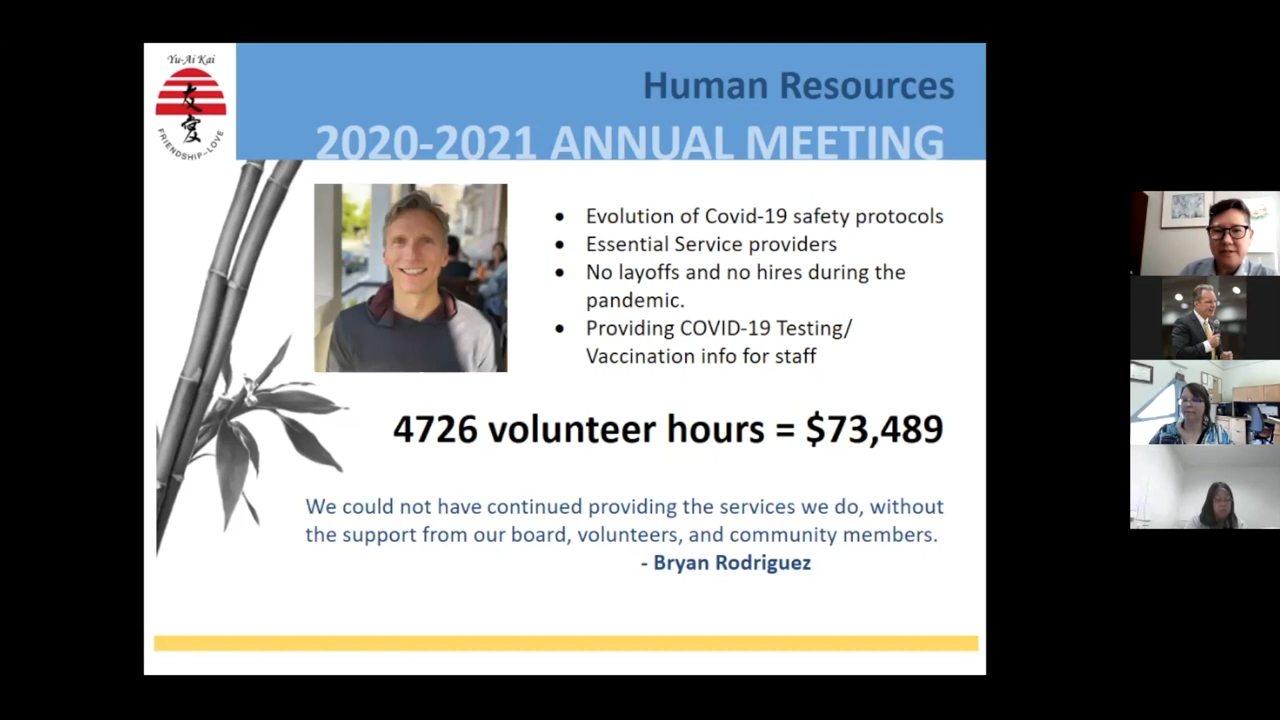 Yu-Ai Kai
友
愛
FRIENDSHIP-LOVE
Human Resources
2020-2021 ANNUAL MEETING
• Evolution of Covid-19 safety protocols
• Essential Service providers
• No layoffs and no hires during the
pandemic.
• Providing COVID-19 Testing/
Vaccination info for staff
4726 volunteer hours = $73,489
We could not have continued providing the services we do, without
the support from our board, volunteers, and community members.
- Bryan Rodriguez